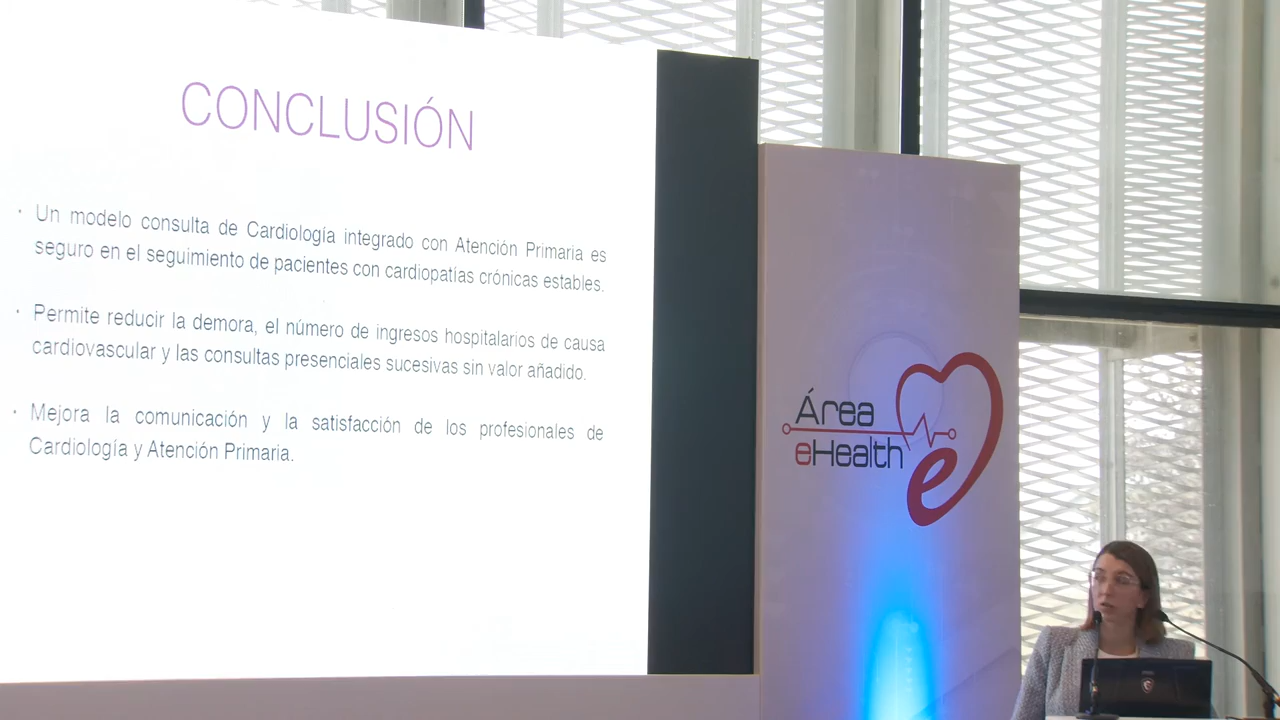 CONCLUSIÓN
· Un modelo consulta de Cardiología integrado con Atención Primaria es
seguro en el seguimiento de pacientes con cardiopatías crónicas estables.
· Permite reducir la demora, el número de ingresos hospitalarios de causa
cardiovascular y las consultas presenciales sucesivas sin valor añadido.
· Mejora la comunicación y la satisfacción de los profesionales de
Cardiología y Atención Primaria.
Área
eHealth
e